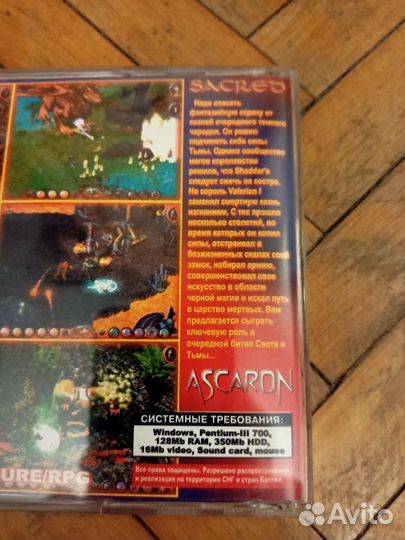 SACRED
Надо спасать
фэнтазийную страну от
козней очередного темного
чародея. Он решил
подчинить себе силы
Тьмы. Однако сообщество
магов королевства
решило, что Shaddar's
следует сжечь на костре.
Но король Valerian I
заменил смертную казнь
изгнанием. С тех прошло
несколько столетий, во
время которых он копил
силы, отстраивал в
безжизненных скалах свой
замок, набирал армию,
совершенствовал свое
искусство в области
черной магии и искал путь
в царство мертвых. Вам
предлагается сыграть
ключевую роль в
очередной битве Света и
Тьмы...
ASCARON
СИСТЕМНЫЕ ТРЕБОВАНИЯ:
Windows, Pentium-III 700,
128Mb RAM, 350Mb HDD,
16Mb video, Sound card, mouse
URE/RPG
Все права защищены. Разрешено распространение
и реализация на территории СНГ и стран Балтии.
Avito